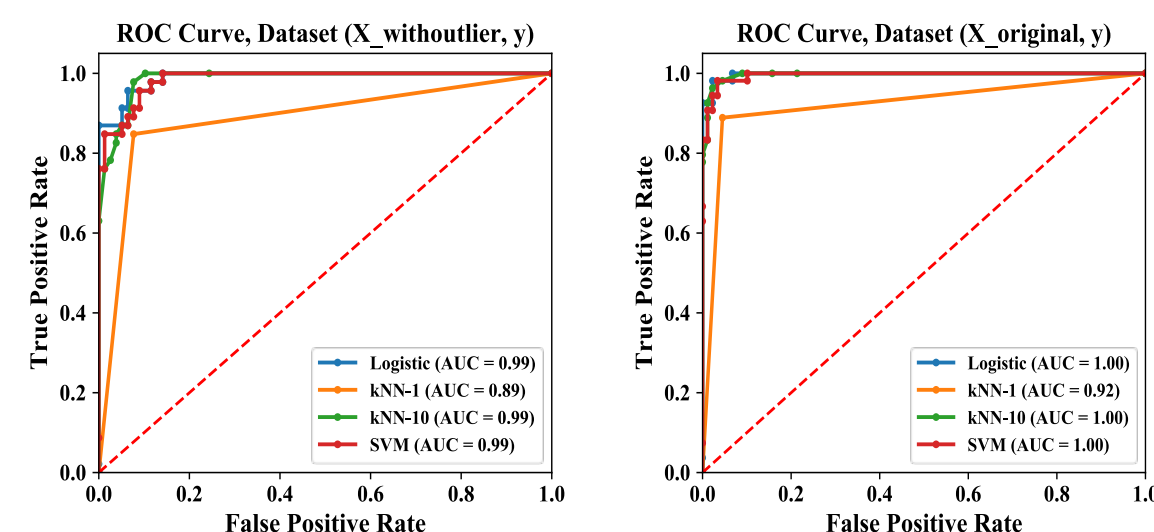 ROC Curve, Dataset (X_withoutlier, y)
True Positive Rate
1.0
0.8
0.6
0.4
0.2
0.0
Logistic (AUC = 0.99)
kNN-1 (AUC = 0.89)
kNN-10 (AUC = 0.99)
SVM (AUC = 0.99)
0.0 0.2 0.4 0.6 0.8 1.0
False Positive Rate
ROC Curve, Dataset (X_original, y)
True Positive Rate
1.0
0.8
0.6
0.4
0.2
0.0
Logistic (AUC = 1.00)
kNN-1 (AUC = 0.92)
kNN-10 (AUC = 1.00)
SVM (AUC = 1.00)
0.0 0.2 0.4 0.6 0.8 1.0
False Positive Rate